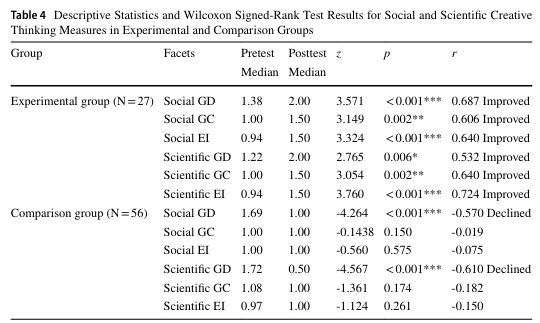 Table 4 Descriptive Statistics and Wilcoxon Signed-Rank Test Results for Social and Scientific Creative
Thinking Measures in Experimental and Comparison Groups
Group Facets Pretest Median Posttest Median z p r
Experimental group (N=27) Social GD 1.38 2.00 3.571 <0.001*** 0.687 Improved
Social GC 1.00 1.50 3.149 0.002** 0.606 Improved
Social EI 0.94 1.50 3.324 <0.001*** 0.640 Improved
Scientific GD 1.22 2.00 2.765 0.006* 0.532 Improved
Scientific GC 1.00 1.50 3.054 0.002** 0.640 Improved
Scientific EI 0.94 1.50 3.760 <0.001*** 0.724 Improved
Comparison group (N=56) Social GD 1.69 1.00 -4.264 <0.001*** -0.570 Declined
Social GC 1.00 1.00 -0.1438 0.150 -0.019
Social EI 1.00 1.00 -0.560 0.575 -0.075
Scientific GD 1.72 0.50 -4.567 <0.001*** -0.610 Declined
Scientific GC 1.08 1.00 -1.361 0.174 -0.182
Scientific EI 0.97 1.00 -1.124 0.261 -0.150